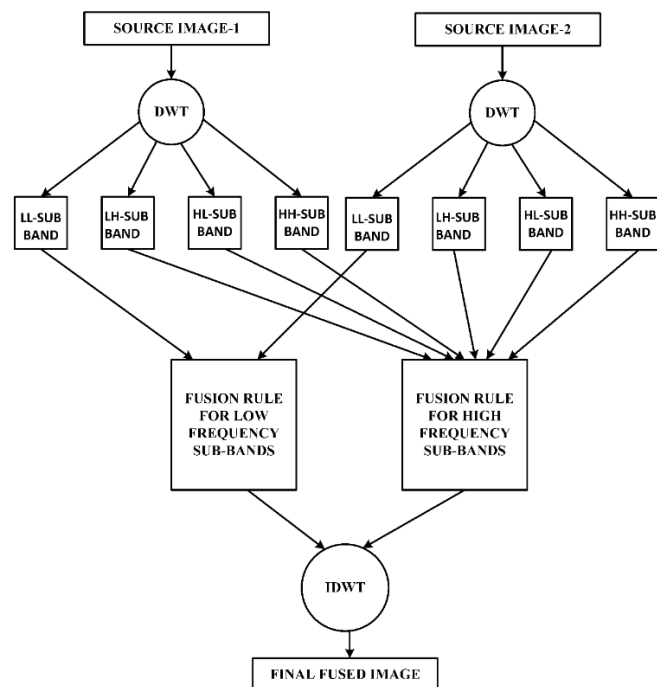 SOURCE IMAGE-1
SOURCE IMAGE-2
DWT
DWT
LL-SUB
BAND
LH-SUB
BAND
HL-SUB
BAND
HH-SUB
BAND
LL-SUB
BAND
LH-SUB
BAND
HL-SUB
BAND
HH-SUB
BAND
FUSION RULE
FOR LOW
FREQUENCY
SUB-BANDS
FUSION RULE
FOR HIGH
FREQUENCY
SUB-BANDS
IDWT
FINAL FUSED IMAGE